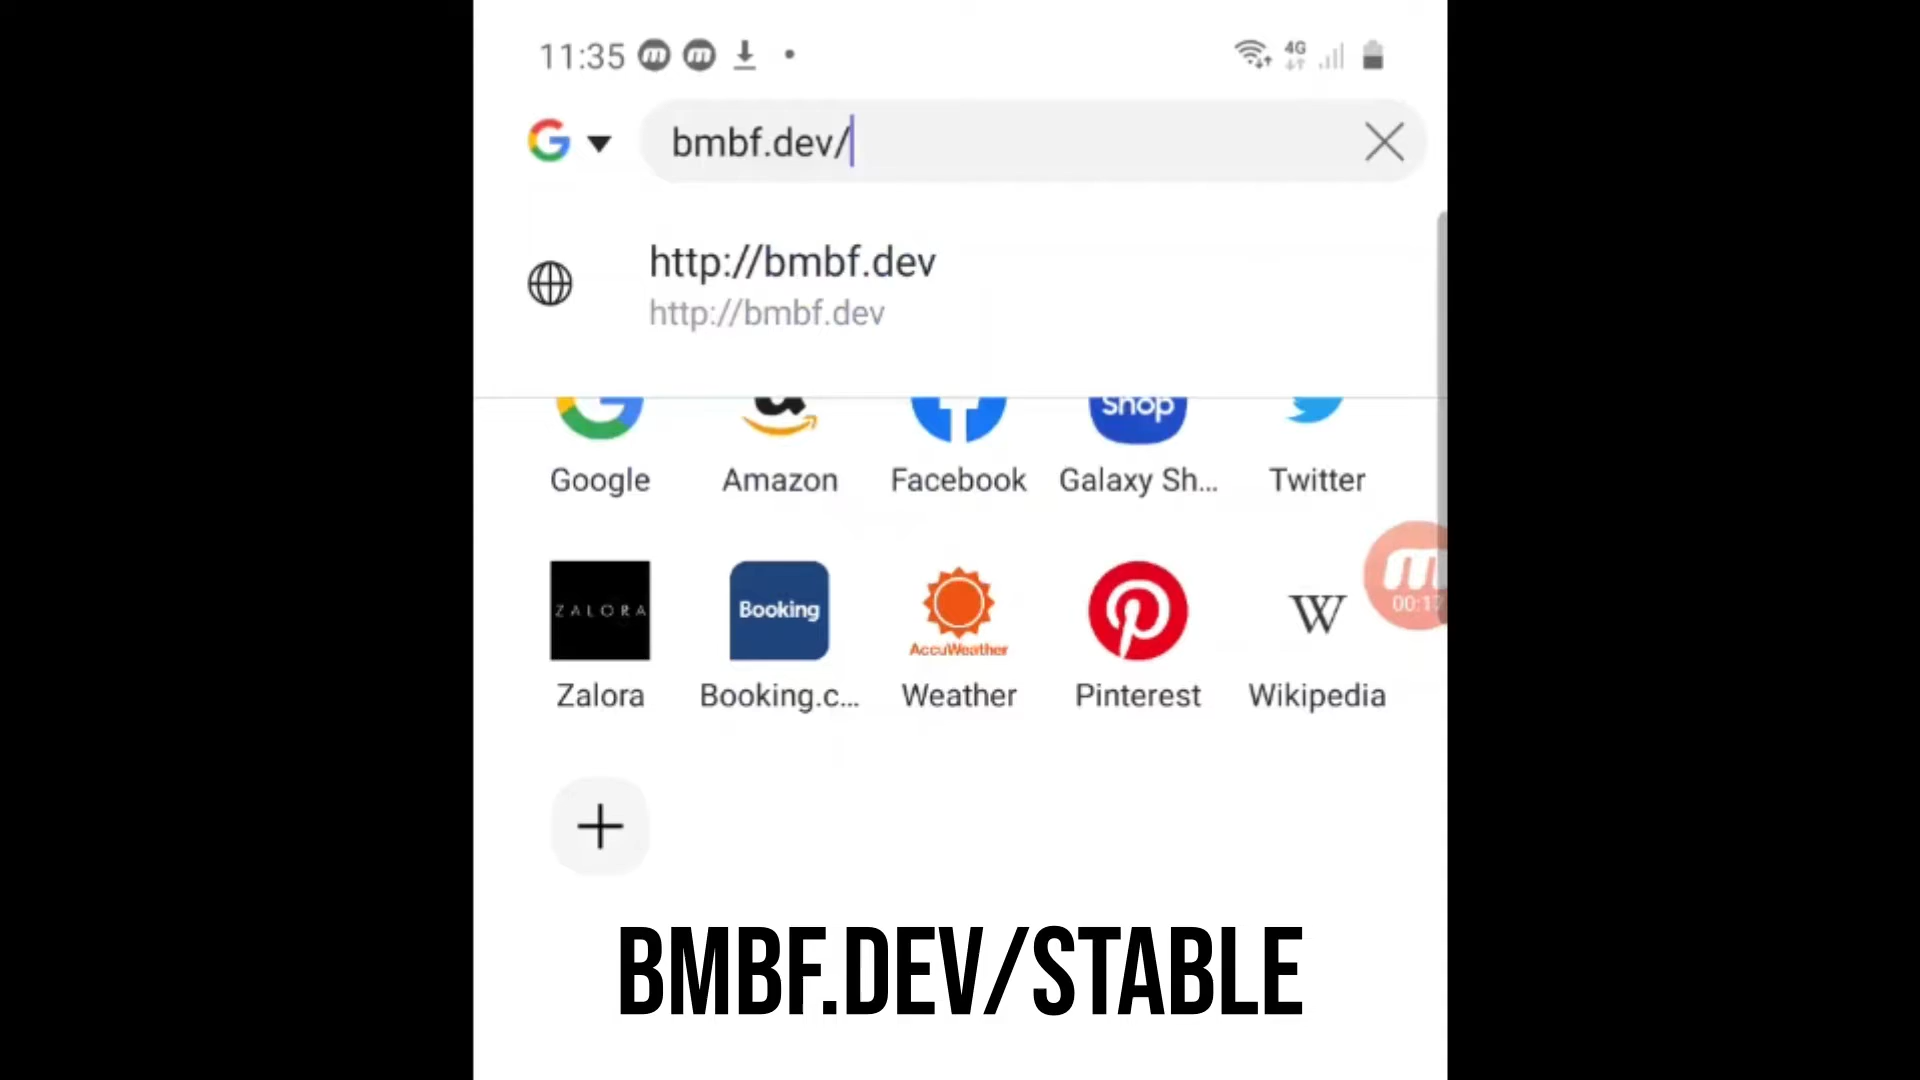 11:35
4G
bmbf.dev/
http://bmbf.dev
http://bmbf.dev
Shop
Google Amazon Facebook Galaxy Sh... Twitter
ZALORA Booking AccuWeather W
Zalora Booking.c... Weather Pinterest Wikipedia
BMBF.DEV/STABLE